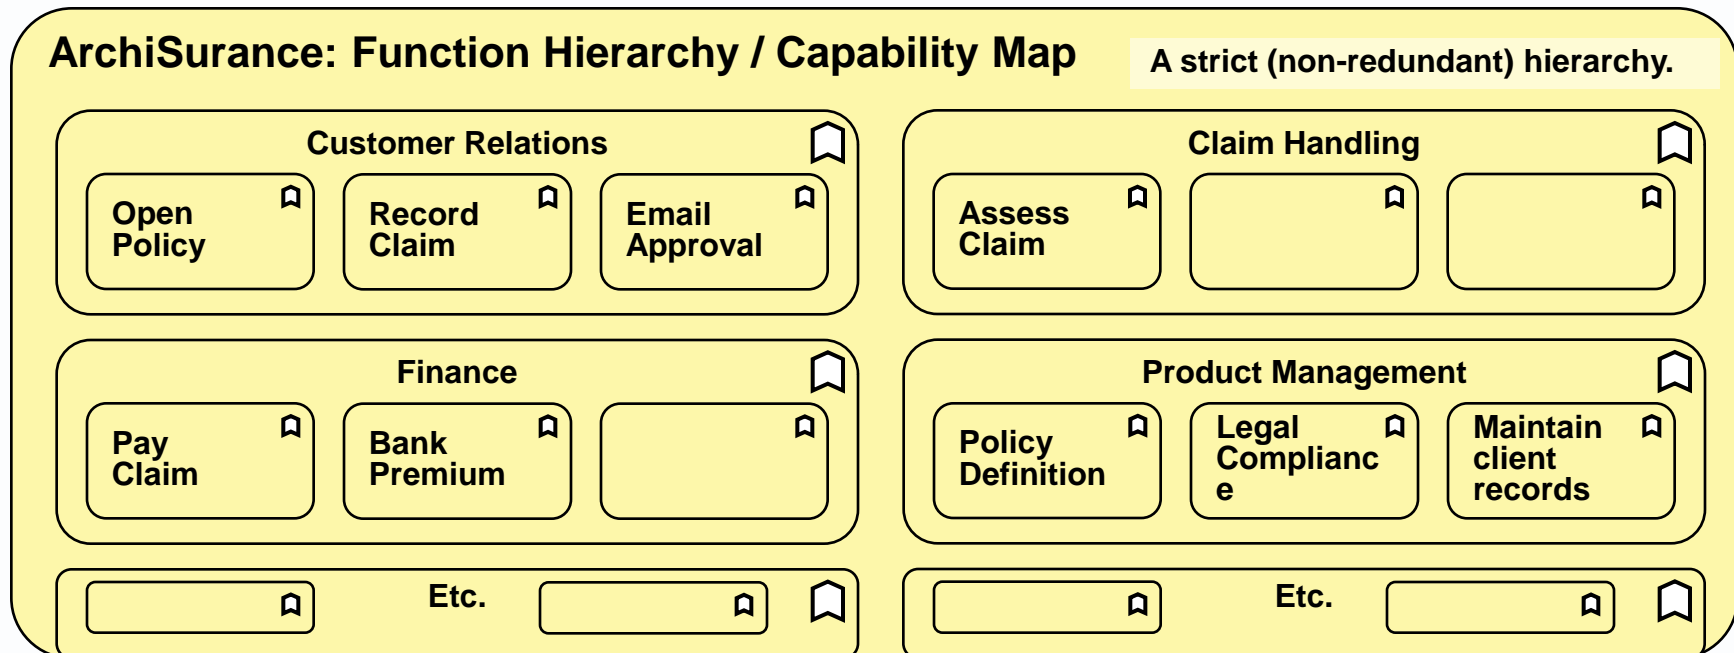 ArchiSurance: Function Hierarchy / Capability Map
A strict (non-redundant) hierarchy.
Customer Relations
Open
Policy
Record
Claim
Email
Approval
Claim Handling
Assess
Claim
Finance
Pay
Claim
Bank
Premium
Product Management
Policy
Definition
Legal
Complianc
e
Maintain
client
records
Etc.
Etc.